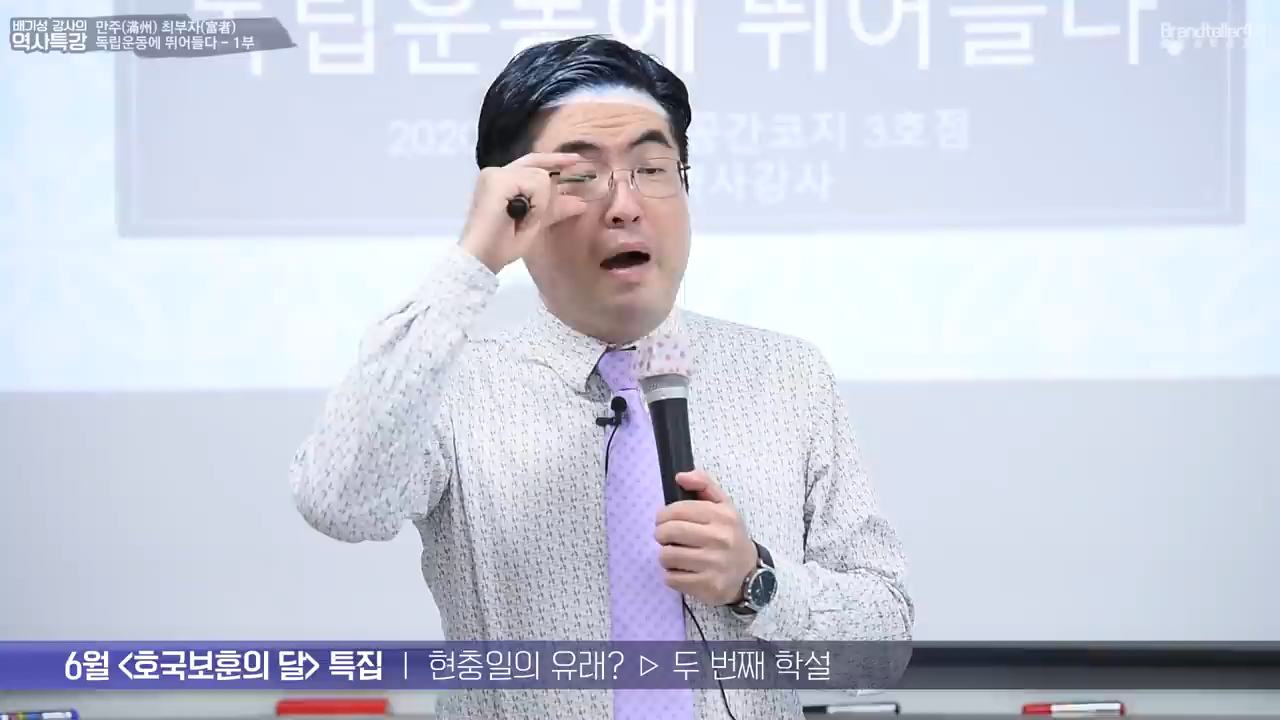 배기성 강사의
역사특강
만주(滿州) 최부자(富者)
독립운동에 뛰어들다 - 1부
Brandteller
독립운동에 뛰어들다
2020 공간코지 3호점
역사강사
6월 <호국보훈의 달> 특집 | 현충일의 유래? ▷ 두 번째 학설